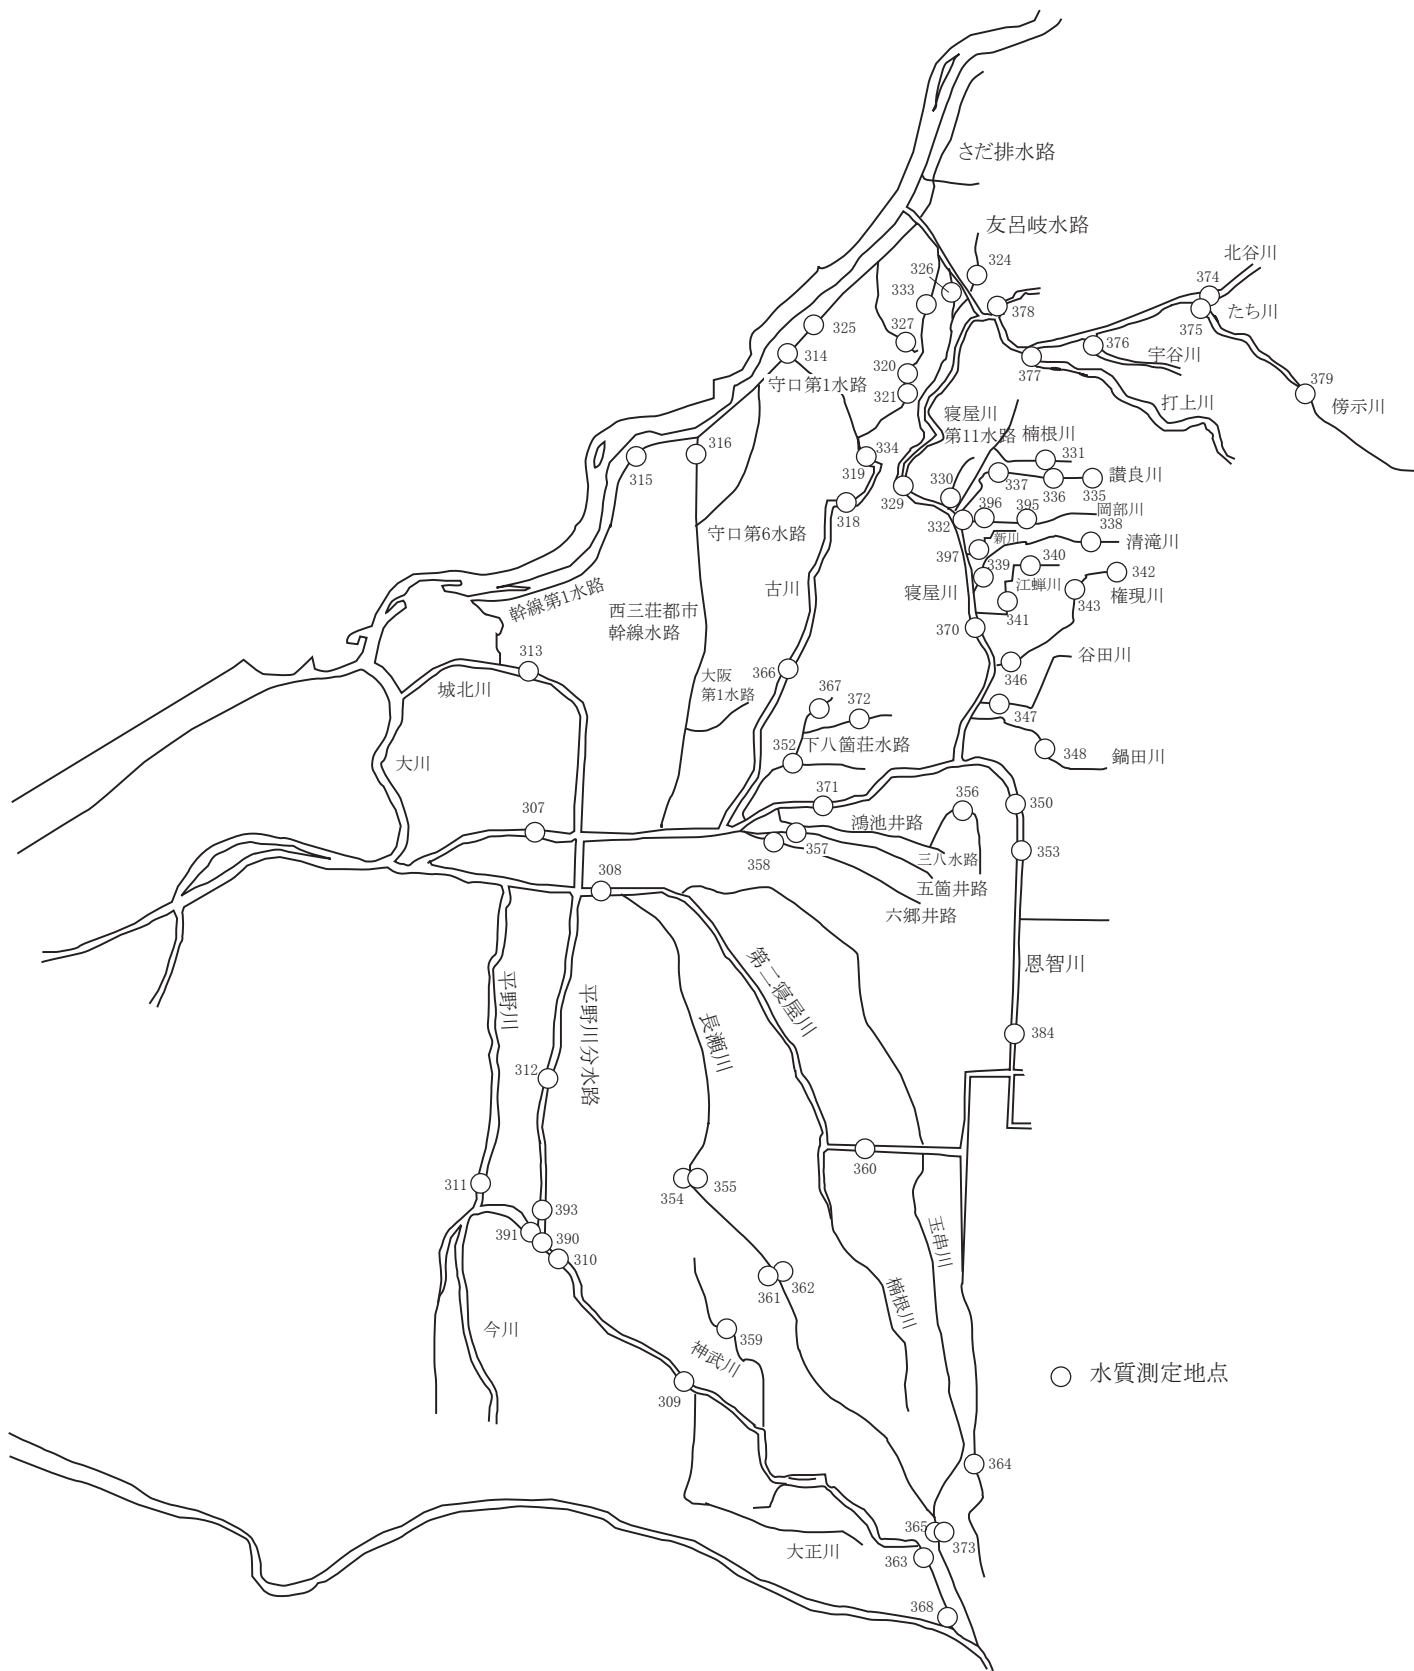 さだ排水路
友呂岐水路
324
北谷川
326
374
333
378
たち川
325
327
375
376
314
宇谷川
320
377
379
守口第1水路
321
打上川
傍示川
寝屋川
第11水路
楠根川
316
334
331
319
讃良川
315
330
337
336
335
329
396
395
岡部川
318
332
338
守口第6水路
新川
清滝川
397
340
339
342
幹線第1水路
古川
寝屋川
江蝉川
権現川
343
西三荘都市
幹線水路
341
370
313
谷田川
366
大阪
第1水路
346
城北川
367
372
347
352
下八箇荘水路
348
鍋田川
大川
371
356
350
307
鴻池井路
357
353
358
三八水路
308
五箇井路
六郷井路
第二寝屋川
恩智川
平野川
平野川分水路
長瀬川
384
312
360
311
354
355
393
玉串川
391
390
310
362
361
楠根川
今川
359
神武川
水質測定地点
309
364
365
373
大正川
363
368